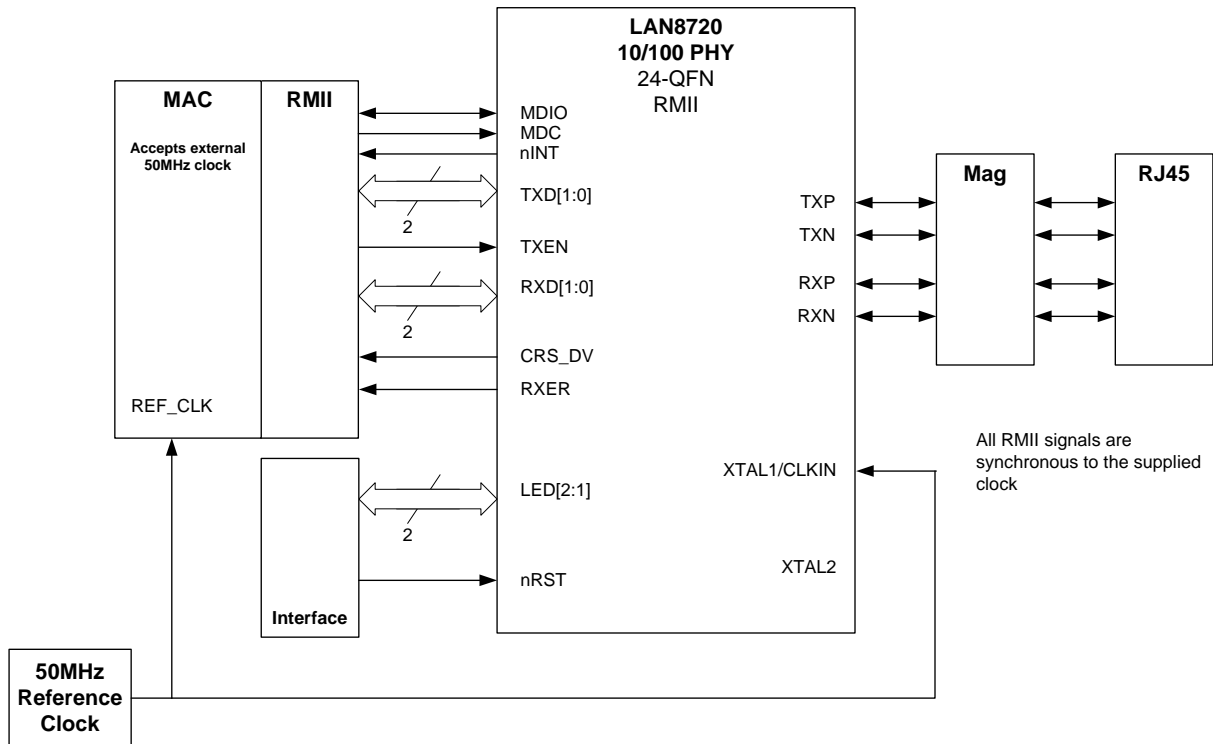 LAN8720
10/100 PHY
24-QFN
RMII
MAC
RMII
Accepts external
50MHz clock
REF_CLK
MDIO
MDC
nINT
TXD[1:0]
2
TXEN
RXD[1:0]
2
CRS_DV
RXER
LED[2:1]
2
nRST
Interface
TXP
TXN
RXP
RXN
XTAL1/CLKIN
XTAL2
Mag
RJ45
All RMII signals are
synchronous to the supplied
clock
50MHz
Reference
Clock